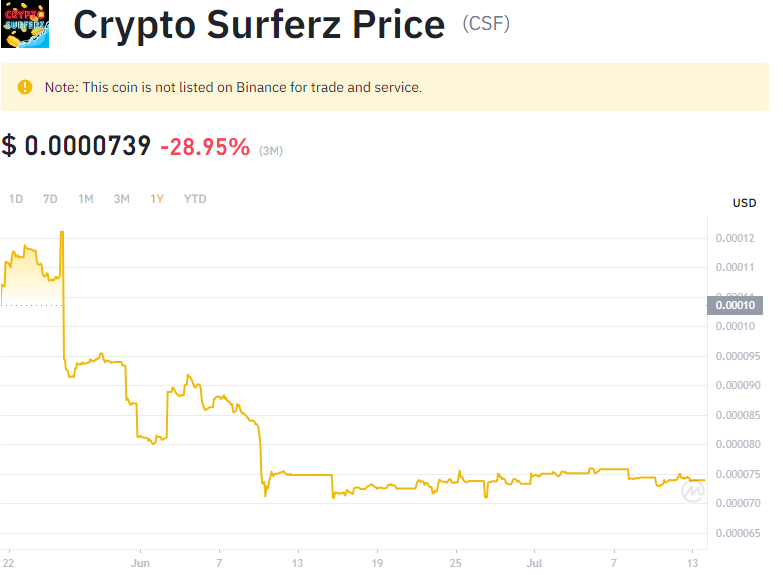 CRYPTO
SURFERZ
Crypto Surferz Price (CSF)
Note: This coin is not listed on Binance for trade and service.
$ 0.0000739 -28.95% (3M)
1D 7D 1M 3M 1Y YTD
USD
0.00012
0.00011
0.00010
0.00010
0.000095
0.000090
0.000085
0.000080
0.000075
0.000070
0.000065
22 Jun 7 13 19 25 Jul 7 13